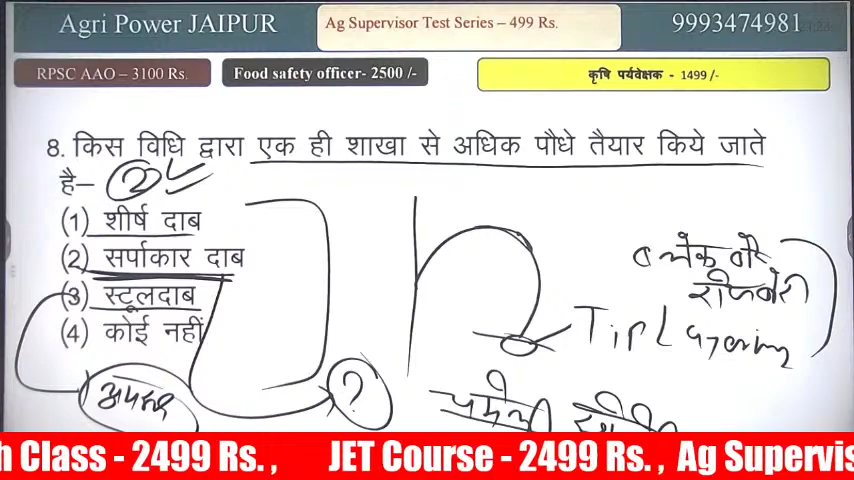 Agri Power JAIPUR
Ag Supervisor Test Series – 499 Rs.
9993474981
RPSC AAO – 3100 Rs.
Food safety officer- 2500 /-
कृषि पर्यवेक्षक - 1499 /-
8. किस विधि द्वारा एक ही शाखा से अधिक पौधे तैयार किये जाते
है– 2
(1) शीर्ष दाब
(2) सर्पाकार दाब
(3) स्टूलदाब
(4) कोई नहीं
?
Tip Layering
चमेली
h Class - 2499 Rs. , JET Course - 2499 Rs. , Ag Supervis